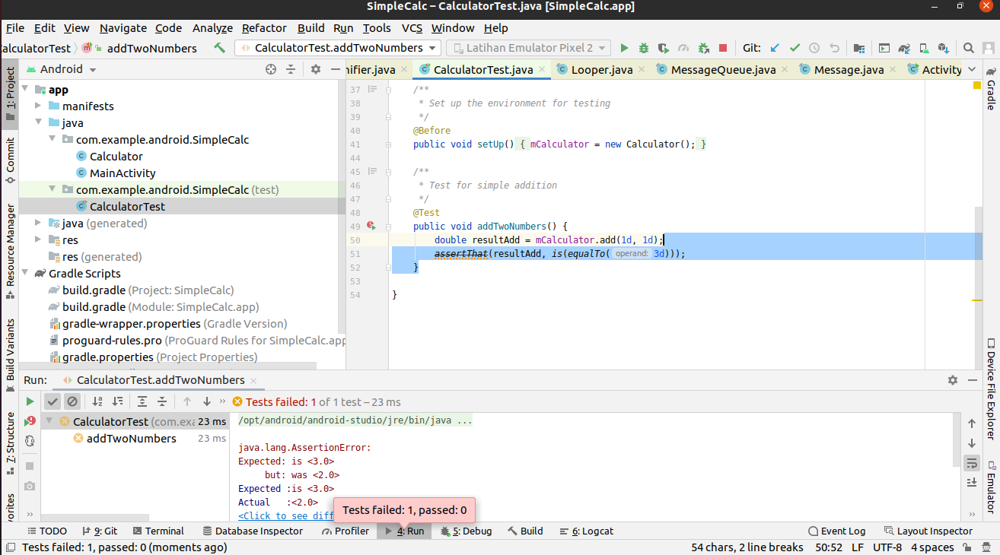 SimpleCalc – CalculatorTest.java [SimpleCalc.app]
File Edit View Navigate Code Analyze Refactor Build Run Tools VCS Window Help
CalculatorTest addTwoNumbers CalculatorTest.addTwoNumbers Latihan Emulator Pixel 2 Git:
Android
nifier.java CalculatorTest.java Looper.java MessageQueue.java Message.java Activity
1: Project
Commit
Resource Manager
Build Variants
7: Structure
app
manifests
java
com.example.android.SimpleCalc
Calculator
MainActivity
com.example.android.SimpleCalc (test)
CalculatorTest
java (generated)
res
res (generated)
Gradle Scripts
build.gradle (Project: SimpleCalc)
build.gradle (Module: SimpleCalc.app)
gradle-wrapper.properties (Gradle Version)
proguard-rules.pro (ProGuard Rules for SimpleCalc.app
gradle.properties (Project Properties)
37 /**
38 * Set up the environment for testing
39 */
40 @Before
41 public void setUp() { mCalculator = new Calculator(); }
44
45 /**
46 * Test for simple addition
47 */
48 @Test
49 public void addTwoNumbers() {
50 double resultAdd = mCalculator.add(1d, 1d);
51 assertThat(resultAdd, is(equalTo( operand: 3d)));
52 }
53
54 }
Gradle
Device File Explorer
Emulator
Run: CalculatorTest.addTwoNumbers
Tests failed: 1 of 1 test – 23 ms
CalculatorTest (com.exa 23 ms
addTwoNumbers 23 ms
/opt/android/android-studio/jre/bin/java ...
java.lang.AssertionError:
Expected: is <3.0>
but: was <2.0>
Expected :is <3.0>
Actual :<2.0>
<Click to see diff
Tests failed: 1, passed: 0
TODO 9: Git Terminal Database Inspector Profiler 4: Run 5: Debug Build 6: Logcat Event Log Layout Inspector
Tests failed: 1, passed: 0 (moments ago) 54 chars, 2 line breaks 50:52 LF UTF-8 4 spaces